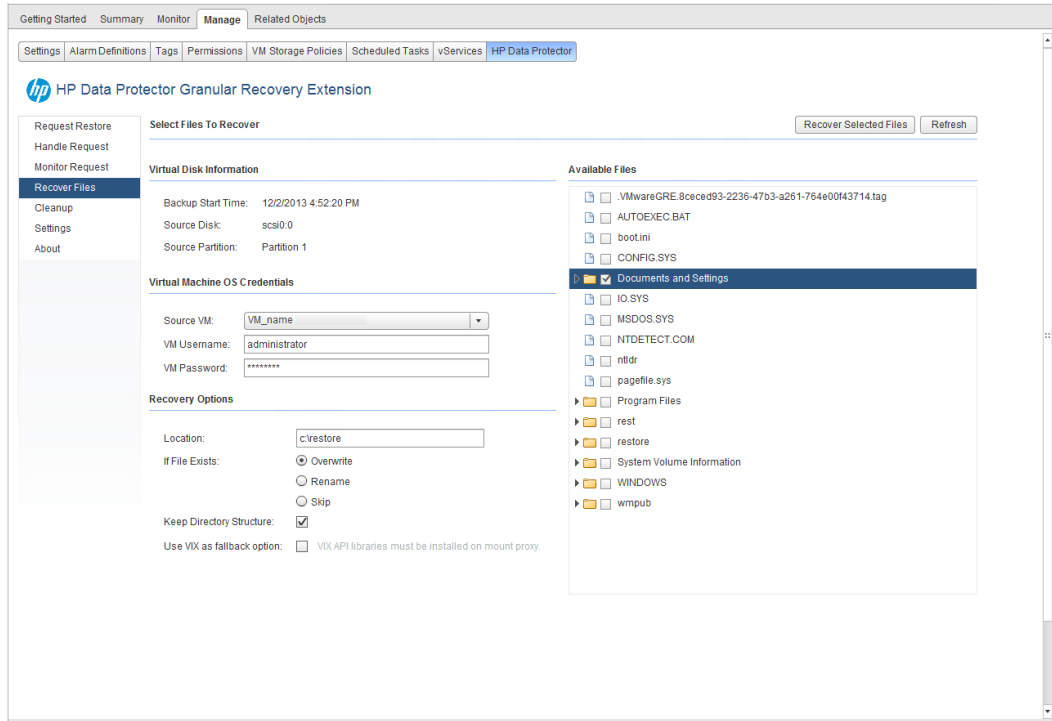 Getting Started Summary Monitor Manage Related Objects
Settings Alarm Definitions Tags Permissions VM Storage Policies Scheduled Tasks vServices HP Data Protector
hp HP Data Protector Granular Recovery Extension
Request Restore
Handle Request
Monitor Request
Recover Files
Cleanup
Settings
About
Select Files To Recover
Recover Selected Files Refresh
Virtual Disk Information
Backup Start Time: 12/2/2013 4:52:20 PM
Source Disk: scsi0:0
Source Partition: Partition 1
Virtual Machine OS Credentials
Source VM: VM_name
VM Username: administrator
VM Password: ********
Recovery Options
Location: c:\restore
If File Exists: Overwrite
Rename
Skip
Keep Directory Structure:
Use VIX as fallback option: VIX API libraries must be installed on mount proxy.
Available Files
.VMwareGRE.8ceced93-2236-47b3-a261-764e00f43714.tag
AUTOEXEC.BAT
boot.ini
CONFIG.SYS
Documents and Settings
IO.SYS
MSDOS.SYS
NTDETECT.COM
ntldr
pagefile.sys
Program Files
rest
restore
System Volume Information
WINDOWS
wmpub